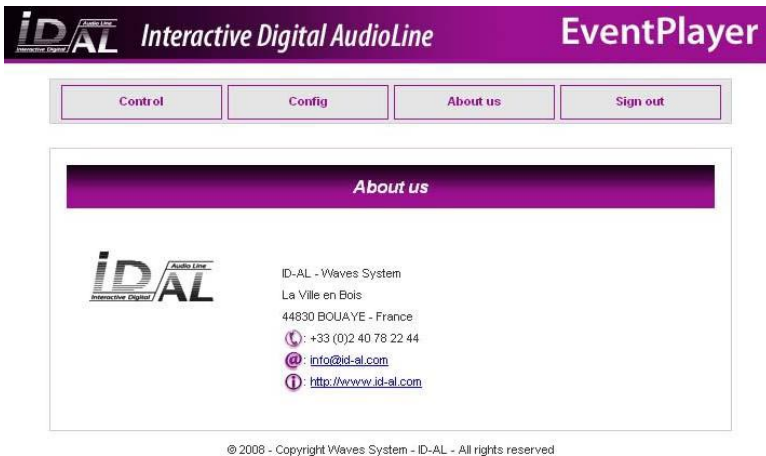 iD AL Audio Line Interactive Digital Interactive Digital AudioLine EventPlayer
Control Config About us Sign out
About us
iD AL Audio Line Interactive Digital
ID-AL - Waves System
La Ville en Bois
44830 BOUAYE - France
: +33 (0)2 40 78 22 44
@: info@id-al.com
i: http://www.id-al.com
© 2008 - Copyright Waves System - ID-AL - All rights reserved